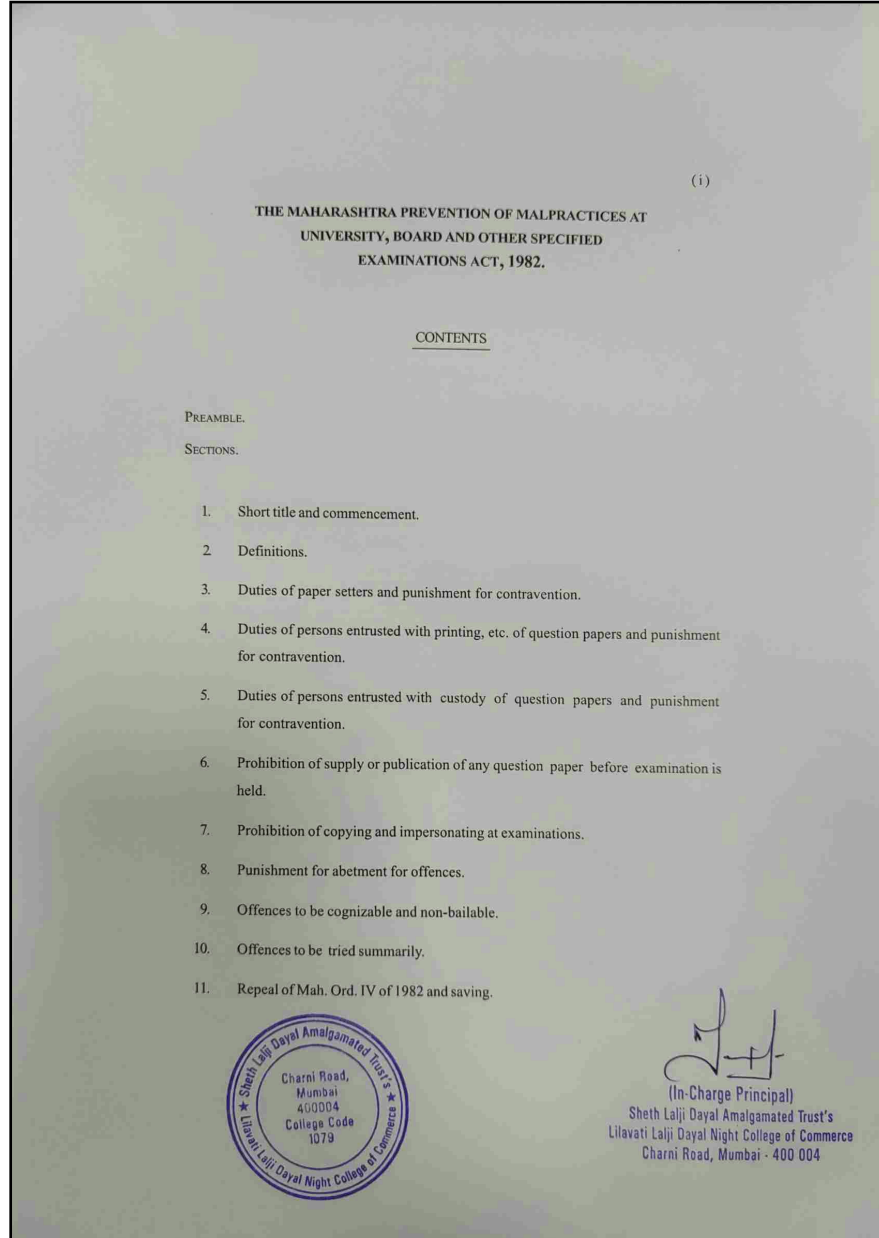 (i)
THE MAHARASHTRA PREVENTION OF MALPRACTICES AT
UNIVERSITY, BOARD AND OTHER SPECIFIED
EXAMINATIONS ACT, 1982.
CONTENTS
PREAMBLE.
SECTIONS.
1. Short title and commencement.
2. Definitions.
3. Duties of paper setters and punishment for contravention.
4. Duties of persons entrusted with printing, etc. of question papers and punishment
for contravention.
5. Duties of persons entrusted with custody of question papers and punishment
for contravention.
6. Prohibition of supply or publication of any question paper before examination is
held.
7. Prohibition of copying and impersonating at examinations.
8. Punishment for abetment for offences.
9. Offences to be cognizable and non-bailable.
10. Offences to be tried summarily.
11. Repeal of Mah. Ord. IV of 1982 and saving.
Sheth Lalji Dayal Amalgamated Trust's
Lilavati Lalji Dayal Night College of Commerce
Charni Road,
Mumbai
400004
College Code
1079
(In-Charge Principal)
Sheth Lalji Dayal Amalgamated Trust's
Lilavati Lalji Dayal Night College of Commerce
Charni Road, Mumbai - 400 004